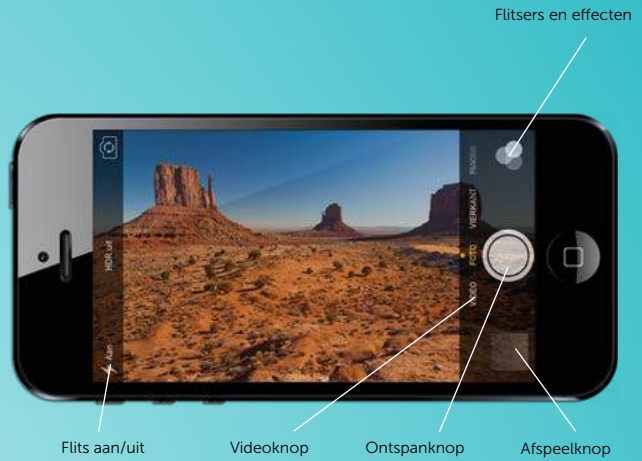 Flitsers en effecten
PANO
VIERKANT
FOTO
VIDEO
HDR uit
Aan
Flits aan/uit
Videoknop
Ontspanknop
Afspeelknop